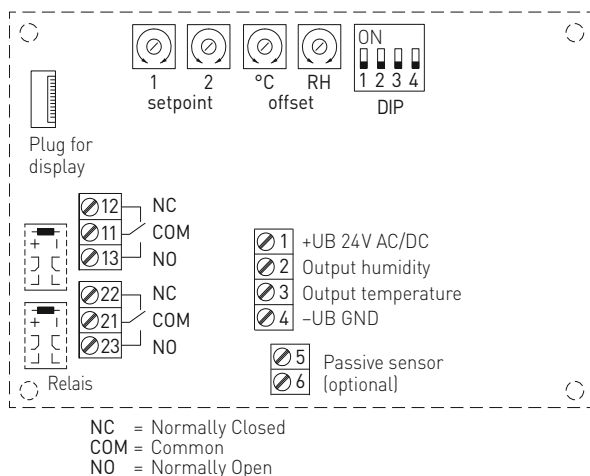 ON
1 2 3 4
DIP
1 2 °C RH
setpoint offset
Plug for
display
12 NC
11 COM
13 NO
22 NC
21 COM
23 NO
+ –
+ –
Relais
1 +UB 24V AC/DC
2 Output humidity
3 Output temperature
4 –UB GND
5 Passive sensor
6 (optional)
NC = Normally Closed
COM = Common
NO = Normally Open